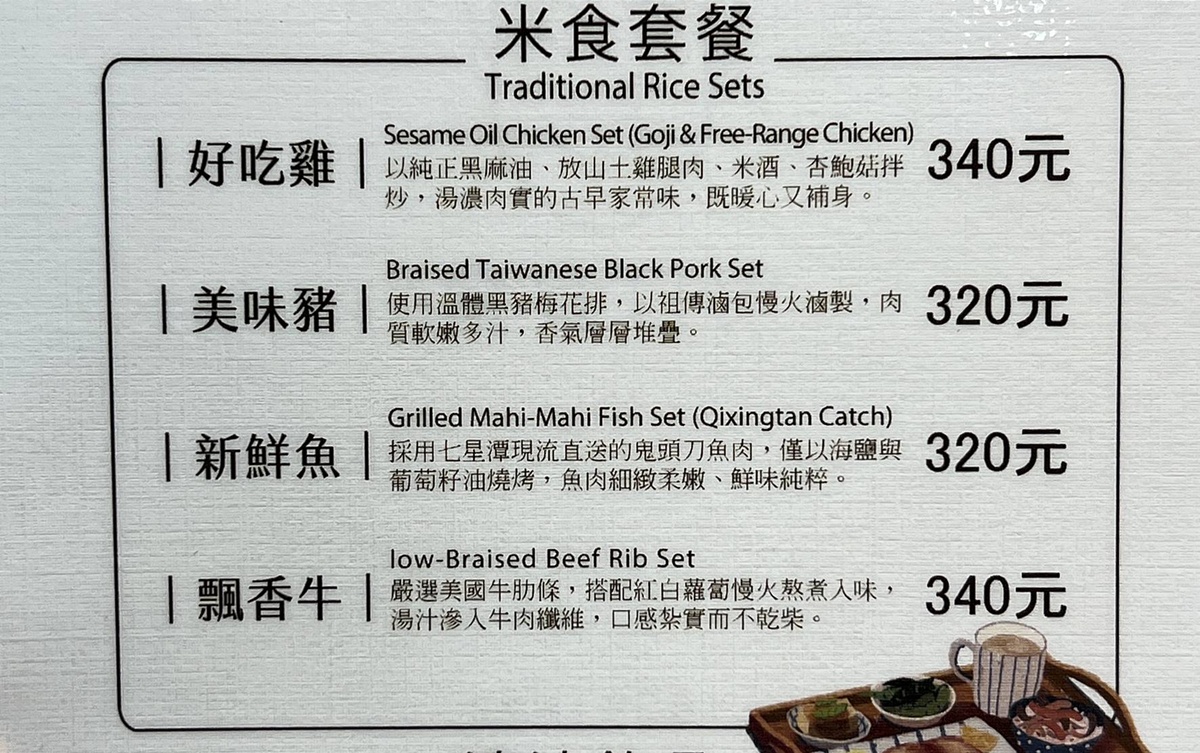 米食套餐
Traditional Rice Sets
好吃雞
Sesame Oil Chicken Set (Goji & Free-Range Chicken)
以純正黑麻油、放山土雞腿肉、米酒、杏鮑菇拌
炒，湯濃肉實的古早家常味，既暖心又補身。
340元
美味豬
Braised Taiwanese Black Pork Set
使用溫體黑豬梅花排，以祖傳滷包慢火滷製，肉
質軟嫩多汁，香氣層層堆疊。
320元
新鮮魚
Grilled Mahi-Mahi Fish Set (Qixingtan Catch)
採用七星潭現流直送的鬼頭刀魚肉，僅以海鹽與
葡萄籽油燒烤，魚肉細緻柔嫩、鮮味純粹。
320元
飄香牛
low-Braised Beef Rib Set
嚴選美國牛肋條，搭配紅白蘿蔔慢火熬煮入味，
湯汁滲入牛肉纖維，口感紮實而不乾柴。
340元